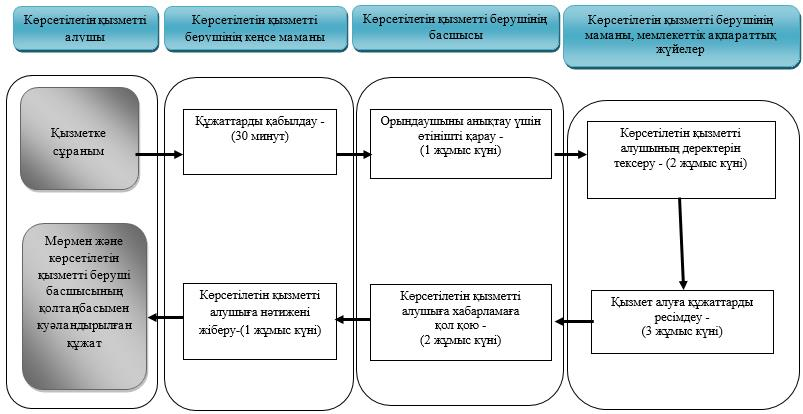 Көрсетілетін қызметті
алушы
Көрсетілетін қызметті
берушінің кеңсе маманы
Көрсетілетін қызметті берушінің
басшысы
Көрсетілетін қызметті берушінің
маманы, мемлекеттік ақпараттық
жүйелер
Қызметке
сұраным
Құжаттарды қабылдау -
(30 минут)
Орындаушыны анықтау үшін
өтінішті қарау -
(1 жұмыс күні)
Көрсетілетін қызметті
алушының деректерін
тексеру - (2 жұмыс күні)
Мөрмен және
көрсетілетін
қызметті беруші
басшысының
қолтаңбасымен
куәландырылған
құжат
Көрсетілетін қызметті
алушыға нәтижені
жіберу-(1 жұмыс күні)
Көрсетілетін қызметті
алушыға хабарламаға
қол қою -
(2 жұмыс күні)
Қызмет алуға құжаттарды
ресімдеу -
(3 жұмыс күні)